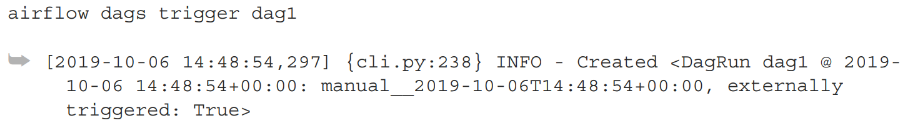 airflow dags trigger dag1
[2019-10-06 14:48:54,297] {cli.py:238} INFO - Created <DagRun dag1 @ 2019-
10-06 14:48:54+00:00: manual__2019-10-06T14:48:54+00:00, externally
triggered: True>